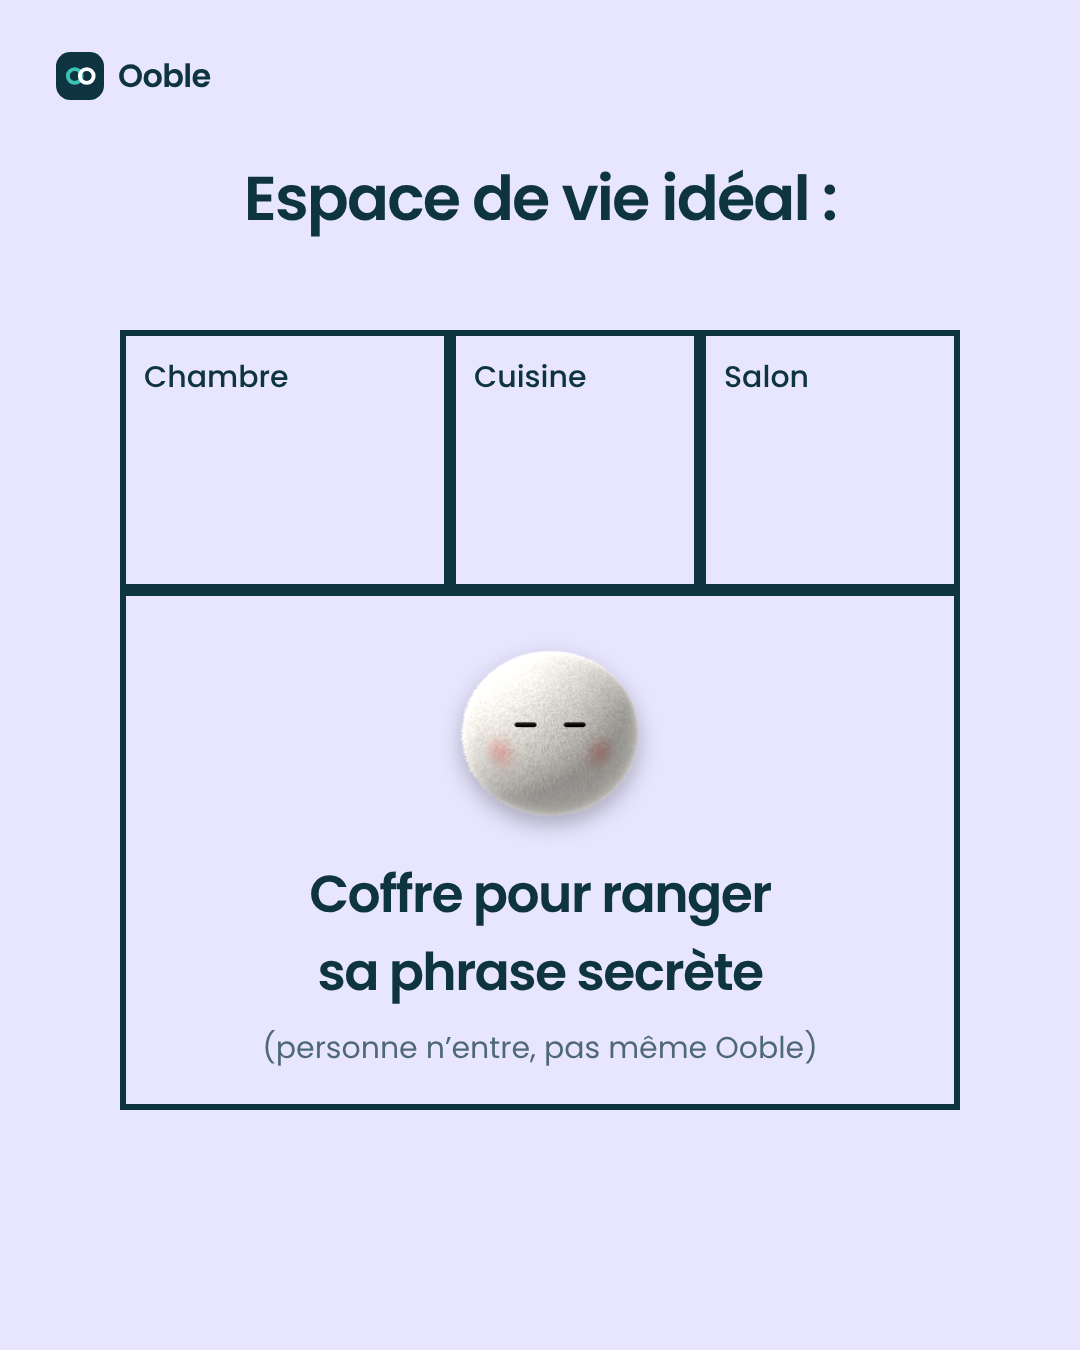 Ooble
Espace de vie idéal :
Chambre
Cuisine
Salon
Coffre pour ranger
sa phrase secrète
(personne n’entre, pas même Ooble)